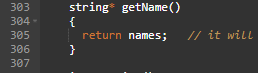 303 string* getName()
304 {
305 return names; // it will
306 }
307